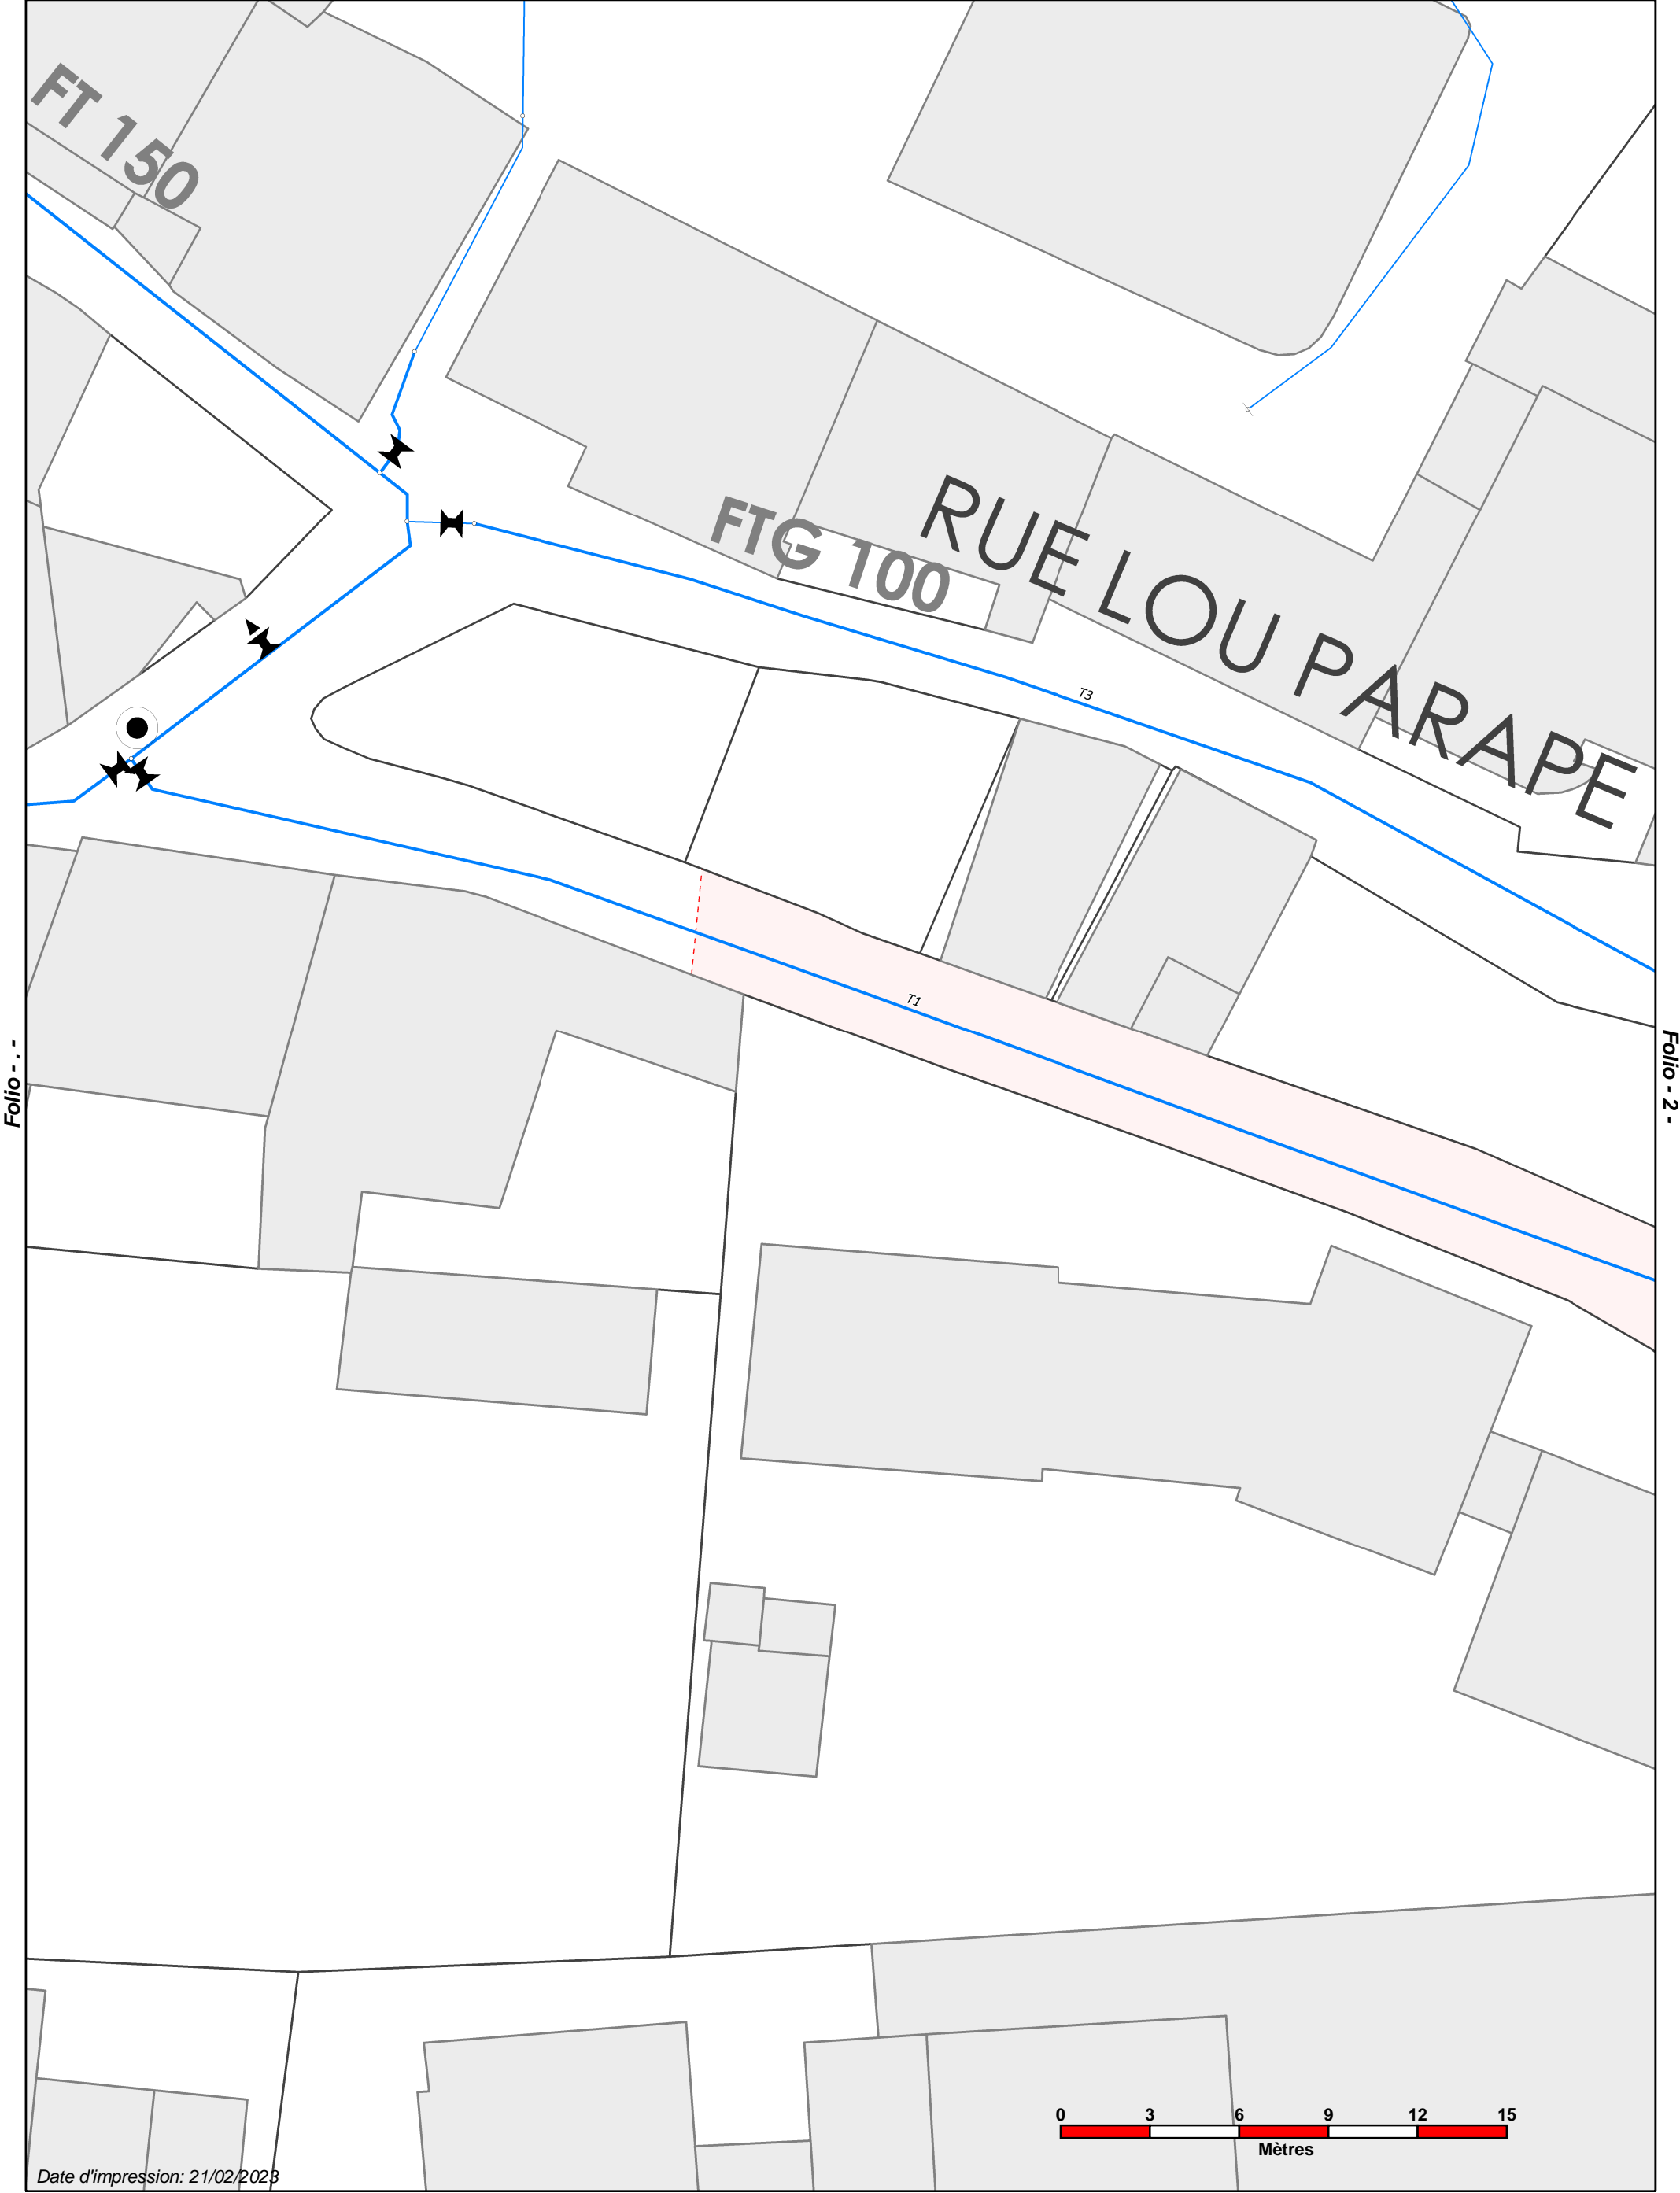 FT 150
FTG 100
RUE LOU PARAPE
T3
T1
Folio - . -
Folio - 2 -
0 3 6 9 12 15
Mètres
Date d'impression: 21/02/2023